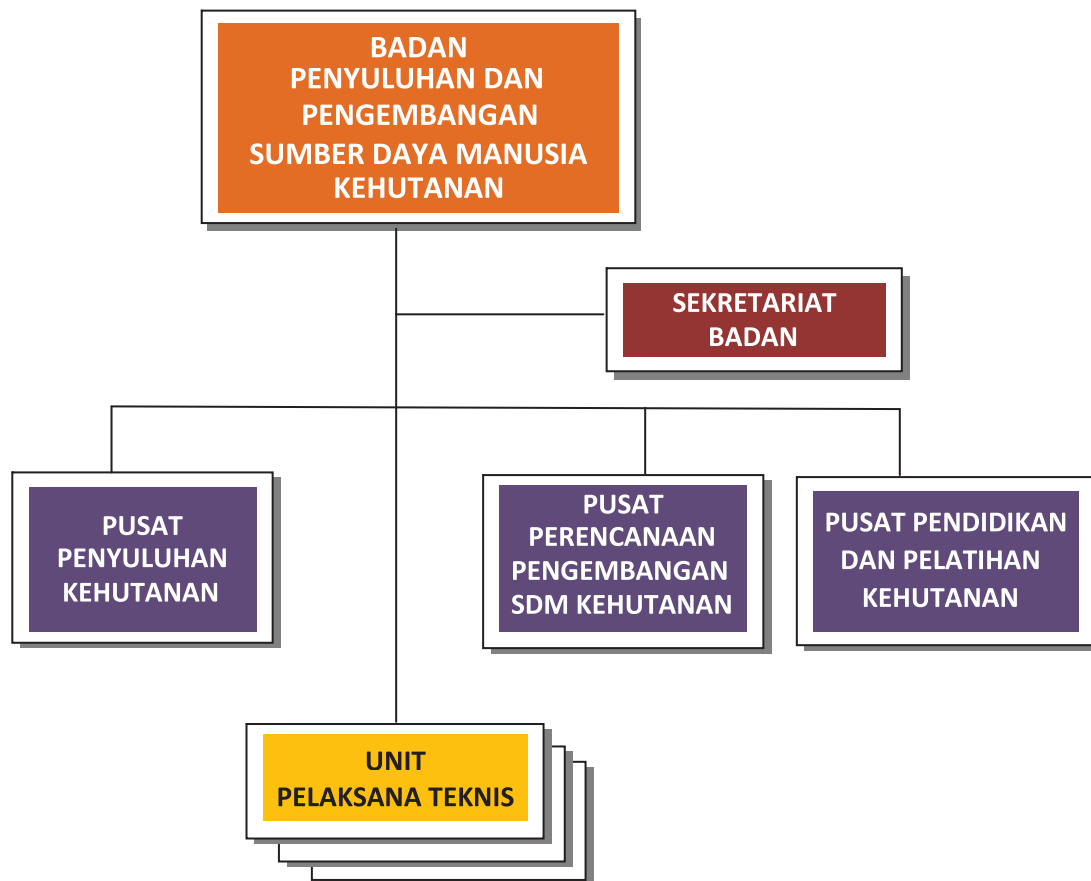 BADAN
PENYULUHAN DAN
PENGEMBANGAN
SUMBER DAYA MANUSIA
KEHUTANAN
SEKRETARIAT
BADAN
PUSAT
PENYULUHAN
KEHUTANAN
PUSAT
PERENCANAAN
PENGEMBANGAN
SDM KEHUTANAN
PUSAT PENDIDIKAN
DAN PELATIHAN
KEHUTANAN
UNIT
PELAKSANA TEKNIS